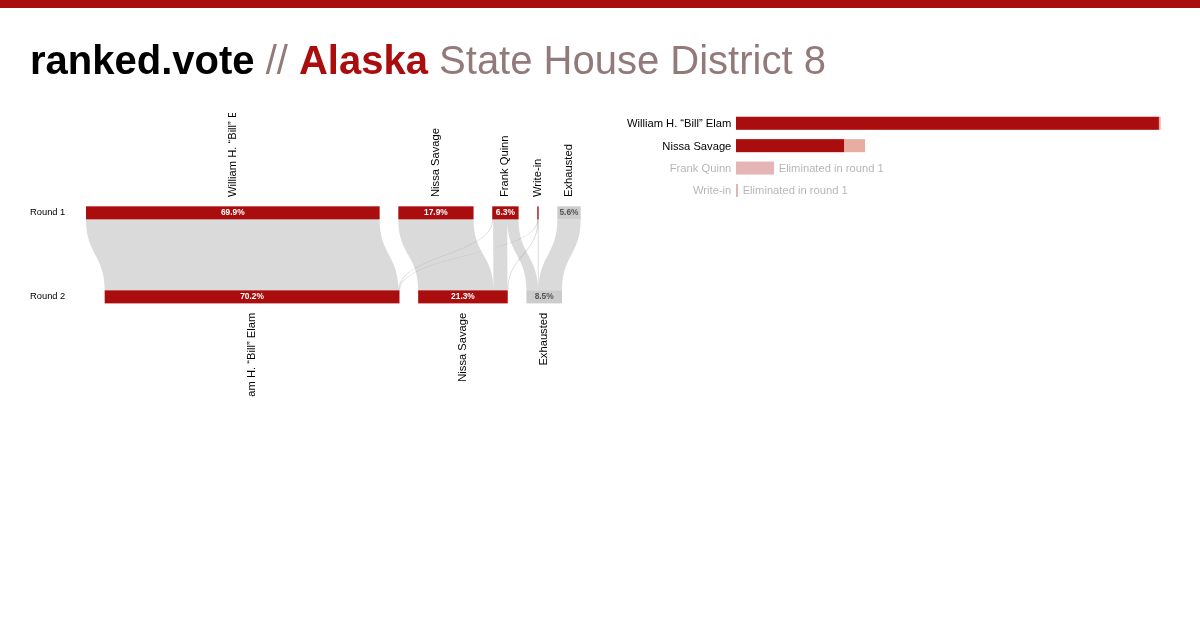 ranked.vote // Alaska State House District 8
William H. “Bill” E
Nissa Savage
Frank Quinn
Write-in
Exhausted
Round 1
69.9%
17.9%
6.3%
5.6%
Round 2
70.2%
21.3%
8.5%
am H. “Bill” Elam
Nissa Savage
Exhausted
William H. “Bill” Elam
Nissa Savage
Frank Quinn Eliminated in round 1
Write-in Eliminated in round 1